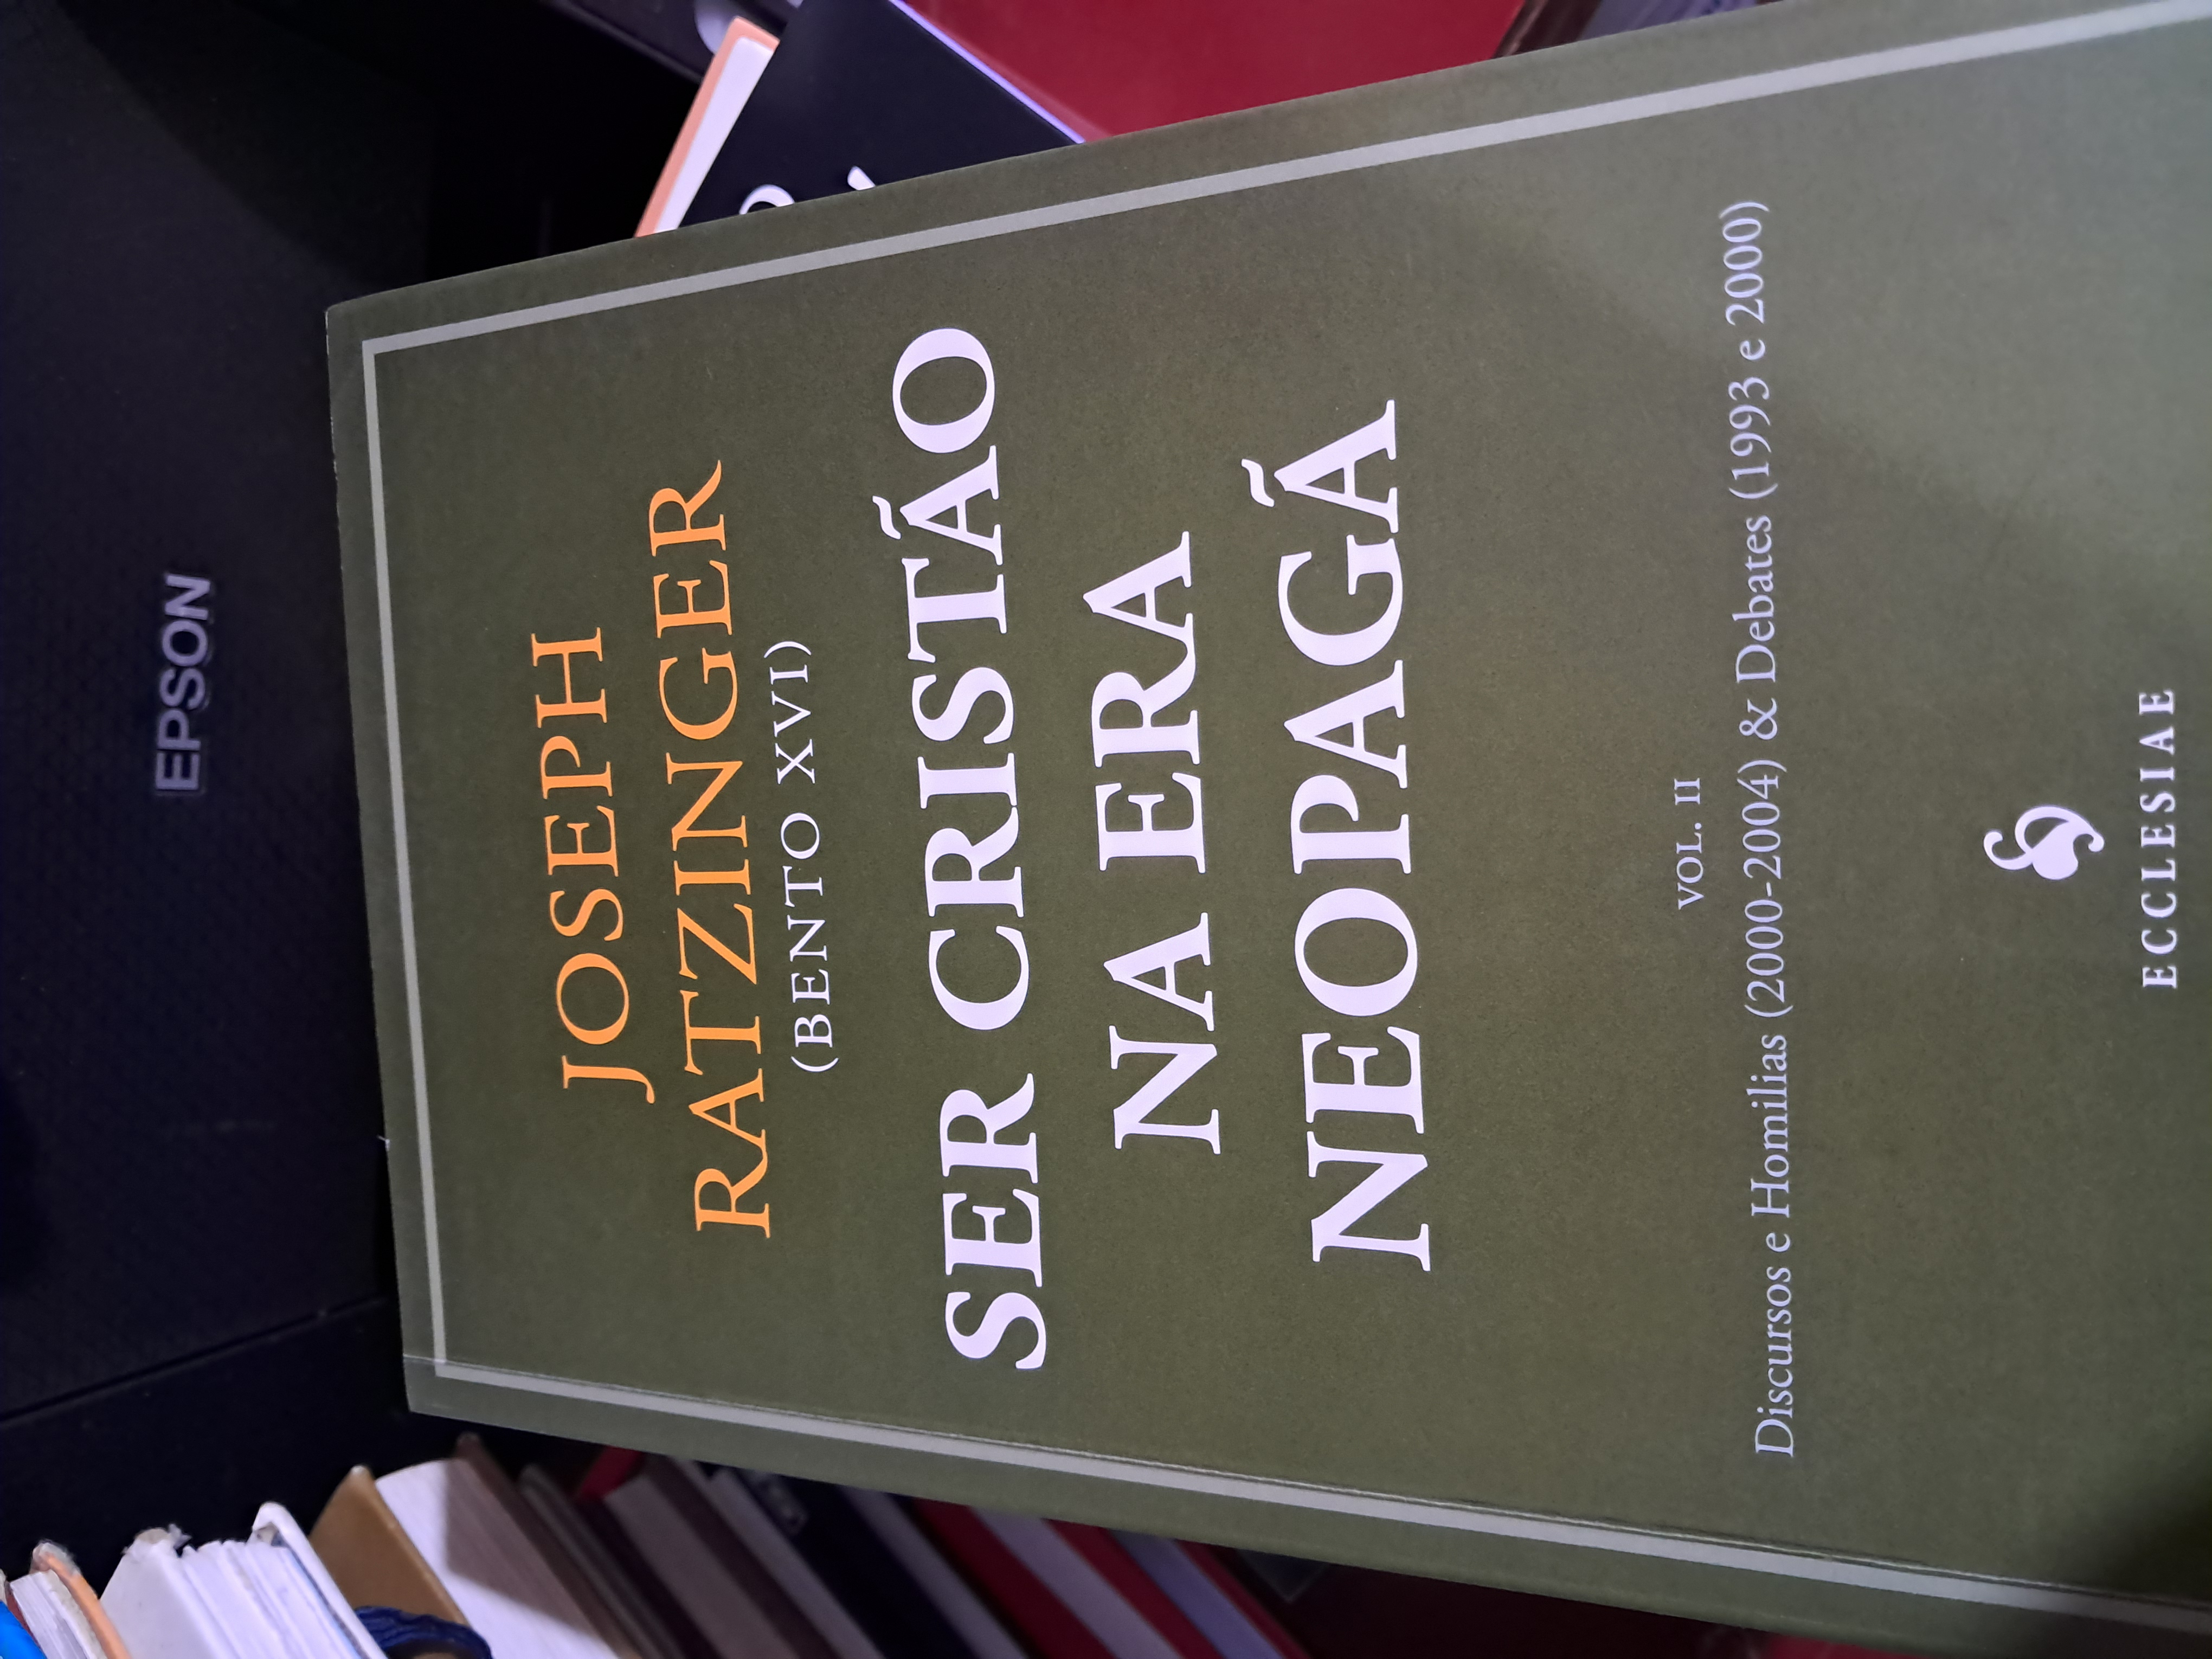 EPSON
JOSEPH
RATZINGER
(BENTO XVI)
SER CRISTÃO
NA ERA
NEOPAGÃ
VOL. II
Discursos e Homilias (2000-2004) & Debates (1993 e 2000)
ECCLESIAE